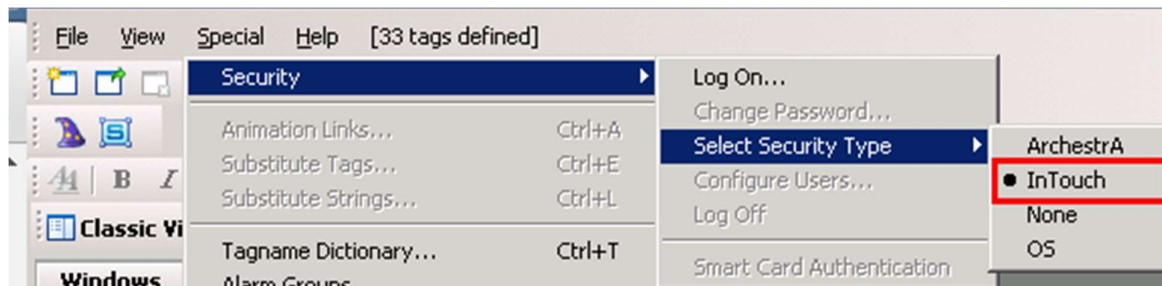 File View Special Help [33 tags defined]
Security
Log On...
Change Password...
Animation Links... Ctrl+A
Select Security Type
ArchestrA
Substitute Tags... Ctrl+E
Configure Users...
InTouch
B I
Substitute Strings... Ctrl+L
Log Off
None
Classic Vi
Tagname Dictionary... Ctrl+T
OS
Smart Card Authentication
Windows
Alarm Groups